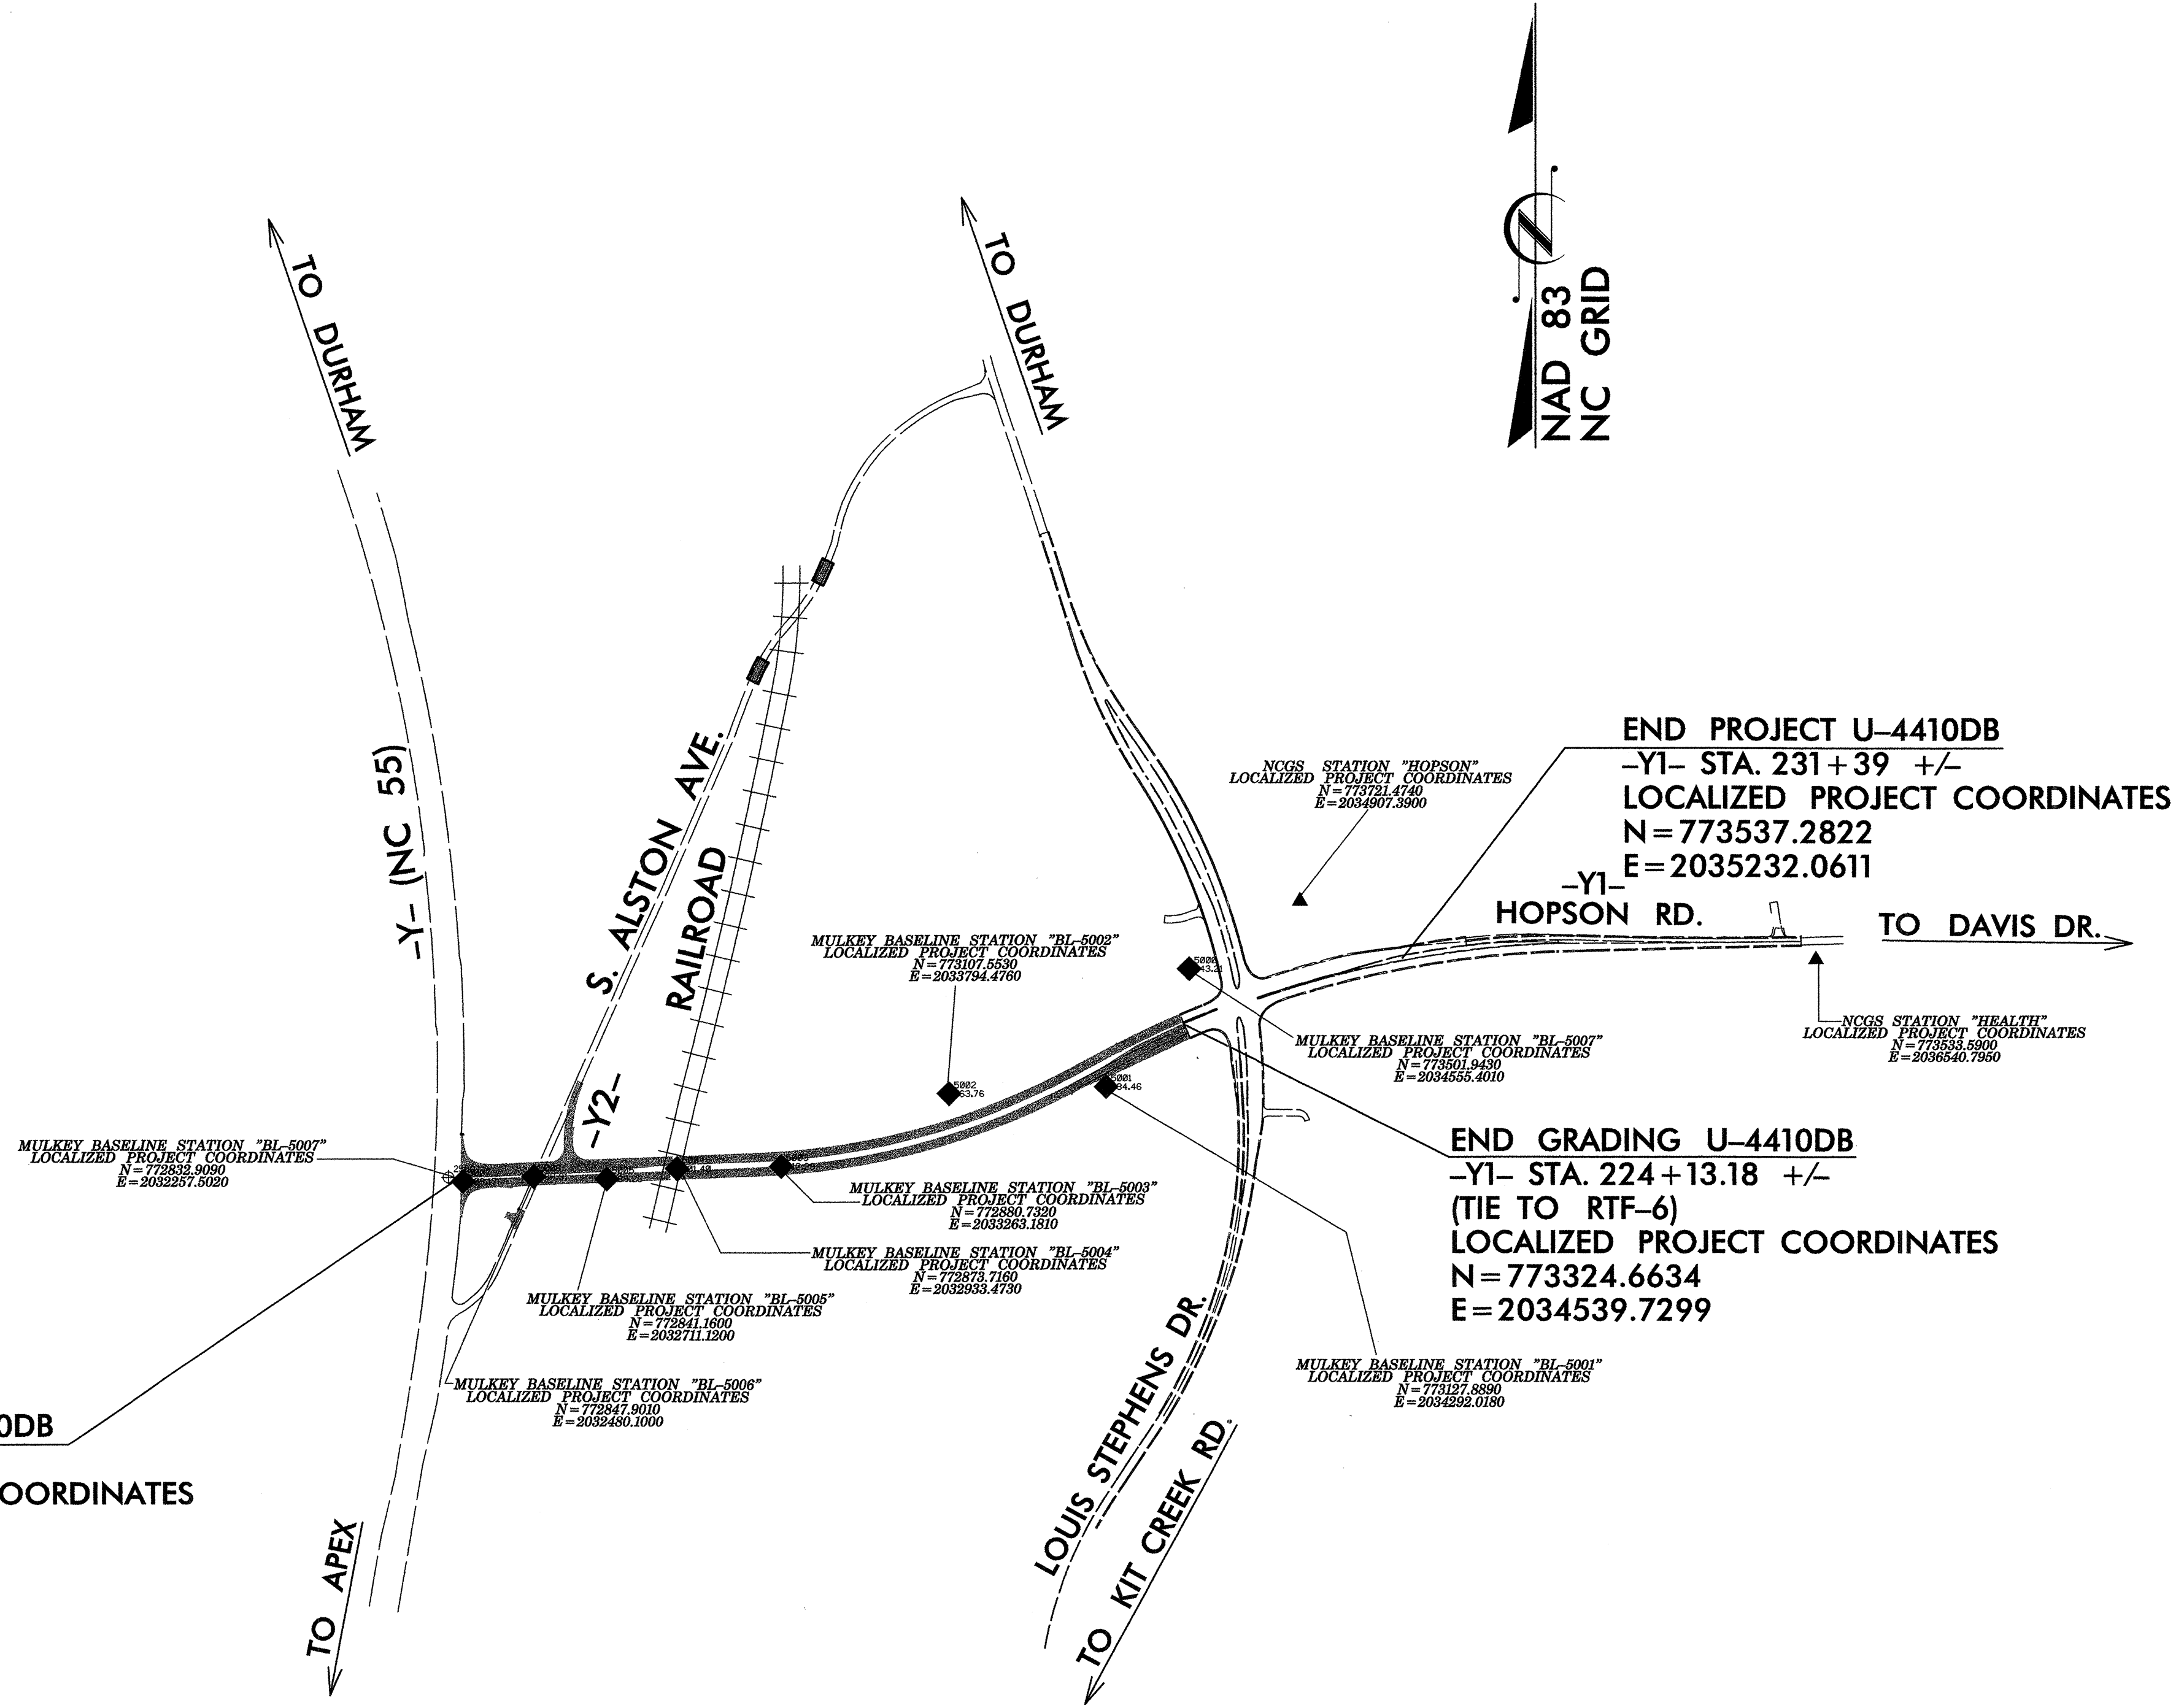 TO DURHAM
TO DURHAM
NAD 83
NC GRID
-Y- (NC 55)
S. ALSTON AVE.
RAILROAD
-Y2-
NCGS STATION "HOPSON"
LOCALIZED PROJECT COORDINATES
N=773721.4740
E=2034907.3900
END PROJECT U-4410DB
-Y1- STA. 231+39 +/-
LOCALIZED PROJECT COORDINATES
N=773537.2822
E=2035232.0611
-Y1-
HOPSON RD.
TO DAVIS DR.
MULKEY BASELINE STATION "BL-5002"
LOCALIZED PROJECT COORDINATES
N=773107.5530
E=2033794.4760
5000
43.21
NCGS STATION "HEALTH"
LOCALIZED PROJECT COORDINATES
N=773533.5900
E=2036540.7950
MULKEY BASELINE STATION "BL-5007"
LOCALIZED PROJECT COORDINATES
N=773501.9430
E=2034555.4010
5002
63.76
5001
84.46
END GRADING U-4410DB
-Y1- STA. 224+13.18 +/-
(TIE TO RTF-6)
LOCALIZED PROJECT COORDINATES
N=773324.6634
E=2034539.7299
MULKEY BASELINE STATION "BL-5007"
LOCALIZED PROJECT COORDINATES
N=772832.9090
E=2032257.5020
MULKEY BASELINE STATION "BL-5003"
LOCALIZED PROJECT COORDINATES
N=772880.7320
E=2033263.1810
MULKEY BASELINE STATION "BL-5004"
LOCALIZED PROJECT COORDINATES
N=772873.7160
E=2032933.4730
MULKEY BASELINE STATION "BL-5005"
LOCALIZED PROJECT COORDINATES
N=772841.1600
E=2032711.1200
MULKEY BASELINE STATION "BL-5001"
LOCALIZED PROJECT COORDINATES
N=773127.8890
E=2034292.0180
MULKEY BASELINE STATION "BL-5006"
LOCALIZED PROJECT COORDINATES
N=772847.9010
E=2032480.1000
0DB
OORDINATES
LOUIS STEPHENS DR.
TO KIT CREEK RD.
TO APEX